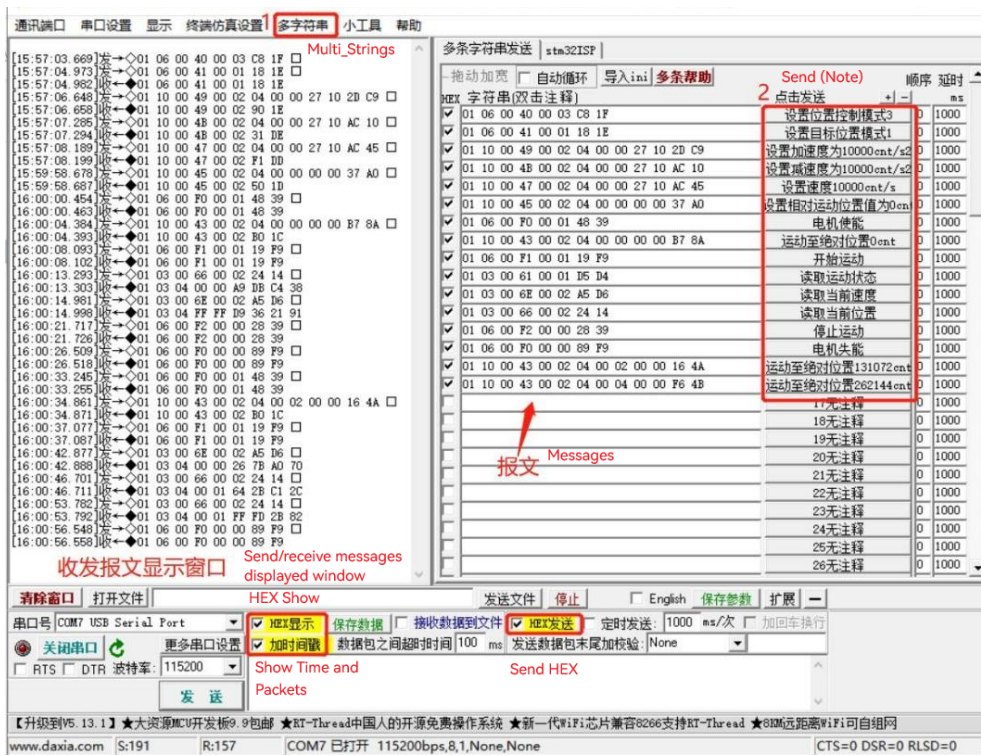 通讯端口 串口设置 显示 终端仿真设置 1 多字符串 小工具 帮助
Multi_Strings
[15:57:03.669]发→◇01 06 00 40 00 03 C8 1F □
[15:57:04.973]发→◇01 06 00 41 00 01 18 1E □
[15:57:04.982]收←◆01 06 00 41 00 01 18 1E
[15:57:06.648]发→◇01 10 00 49 00 02 04 00 00 27 10 2D C9 □
[15:57:06.658]收←◆01 10 00 49 00 02 90 1E
[15:57:07.285]发→◇01 10 00 4B 00 02 04 00 00 27 10 AC 10 □
[15:57:07.294]收←◆01 10 00 4B 00 02 31 DE
[15:57:08.189]发→◇01 10 00 47 00 02 04 00 00 27 10 AC 45 □
[15:57:08.199]收←◆01 10 00 47 00 02 F1 DD
[15:59:58.678]发→◇01 10 00 45 00 02 04 00 00 00 00 37 A0 □
[15:59:58.687]收←◆01 10 00 45 00 02 50 1D
[16:00:00.454]发→◇01 06 00 F0 00 01 48 39 □
[16:00:00.463]收←◆01 06 00 F0 00 01 48 39
[16:00:04.384]发→◇01 10 00 43 00 02 04 00 00 00 00 B7 8A □
[16:00:04.393]收←◆01 10 00 43 00 02 B0 1C
[16:00:08.093]发→◇01 06 00 F1 00 01 19 F9 □
[16:00:08.102]收←◆01 06 00 F1 00 01 19 F9
[16:00:13.293]发→◇01 03 00 66 00 02 24 14 □
[16:00:13.303]收←◆01 03 04 00 00 A9 DB C4 38
[16:00:14.981]发→◇01 03 00 6E 00 02 A5 D6 □
[16:00:14.998]收←◆01 03 04 FF FF D9 36 21 91
[16:00:21.717]发→◇01 06 00 F2 00 00 28 39 □
[16:00:21.726]收←◆01 06 00 F2 00 00 28 39
[16:00:26.509]发→◇01 06 00 F0 00 00 89 F9 □
[16:00:26.518]收←◆01 06 00 F0 00 00 89 F9
[16:00:33.245]发→◇01 06 00 F0 00 01 48 39 □
[16:00:33.255]收←◆01 06 00 F0 00 01 48 39
[16:00:34.861]发→◇01 10 00 43 00 02 04 00 02 00 00 16 4A □
[16:00:34.871]收←◆01 10 00 43 00 02 B0 1C
[16:00:37.077]发→◇01 06 00 F1 00 01 19 F9 □
[16:00:37.087]收←◆01 06 00 F1 00 01 19 F9
[16:00:42.877]发→◇01 03 00 6E 00 02 A5 D6 □
[16:00:42.888]收←◆01 03 04 00 00 26 7B A0 70
[16:00:46.701]发→◇01 03 00 66 00 02 24 14 □
[16:00:46.711]收←◆01 03 04 00 01 64 2B C1 2C
[16:00:53.782]发→◇01 03 00 66 00 02 24 14 □
[16:00:53.792]收←◆01 03 04 00 01 FF FD 2B 82
[16:00:56.548]发→◇01 06 00 F0 00 00 89 F9 □
[16:00:56.558]收←◆01 06 00 F0 00 00 89 F9
收发报文显示窗口
Send/receive messages
displayed window
多条字符串发送 stm32ISP
拖动加宽 自动循环 导入ini 多条帮助 Send (Note) 顺序 延时
HEX 字符串(双击注释) 2 点击发送 + - ms
01 06 00 40 00 03 C8 1F 设置位置控制模式3 0 1000
01 06 00 41 00 01 18 1E 设置目标位置模式1 0 1000
01 10 00 49 00 02 04 00 00 27 10 2D C9 设置加速度为10000cnt/s2 0 1000
01 10 00 4B 00 02 04 00 00 27 10 AC 10 设置减速度为10000cnt/s2 0 1000
01 10 00 47 00 02 04 00 00 27 10 AC 45 设置速度10000cnt/s 0 1000
01 10 00 45 00 02 04 00 00 00 00 37 A0 设置相对运动位置值为0cnt 0 1000
01 06 00 F0 00 01 48 39 电机使能 0 1000
01 10 00 43 00 02 04 00 00 00 00 B7 8A 运动至绝对位置0cnt 0 1000
01 06 00 F1 00 01 19 F9 开始运动 0 1000
01 03 00 61 00 01 D5 D4 读取运动状态 0 1000
01 03 00 6E 00 02 A5 D6 读取当前速度 0 1000
01 03 00 66 00 02 24 14 读取当前位置 0 1000
01 06 00 F2 00 00 28 39 停止运动 0 1000
01 06 00 F0 00 00 89 F9 电机失能 0 1000
01 10 00 43 00 02 04 00 02 00 00 16 4A 运动至绝对位置131072cnt 0 1000
01 10 00 43 00 02 04 00 04 00 00 F6 4B 运动至绝对位置262144cnt 0 1000
17无注释 0 1000
18无注释 0 1000
19无注释 0 1000
20无注释 0 1000
21无注释 0 1000
22无注释 0 1000
23无注释 0 1000
24无注释 0 1000
25无注释 0 1000
26无注释 0 1000
报文 Messages
清除窗口 打开文件 HEX Show 发送文件 停止 English 保存参数 扩展 —
串口号 COM7 USB Serial Port HEX显示 保存数据 接收数据到文件 HEX发送 定时发送: 1000 ms/次 加回车换行
关闭串口 更多串口设置 加时间戳 数据包之间超时时间 100 ms 发送数据包末尾加校验: None
RTS DTR 波特率: 115200 Show Time and
Packets
Send HEX
发 送
【升级到V5.13.1】★大资源MCU开发板9.9包邮 ★RT-Thread中国人的开源免费操作系统 ★新一代WiFi芯片兼容8266支持RT-Thread ★8KM远距离WiFi可自组网
www.daxia.com S:191 R:157 COM7 已打开 115200bps,8,1,None,None CTS=0 DSR=0 RLSD=0